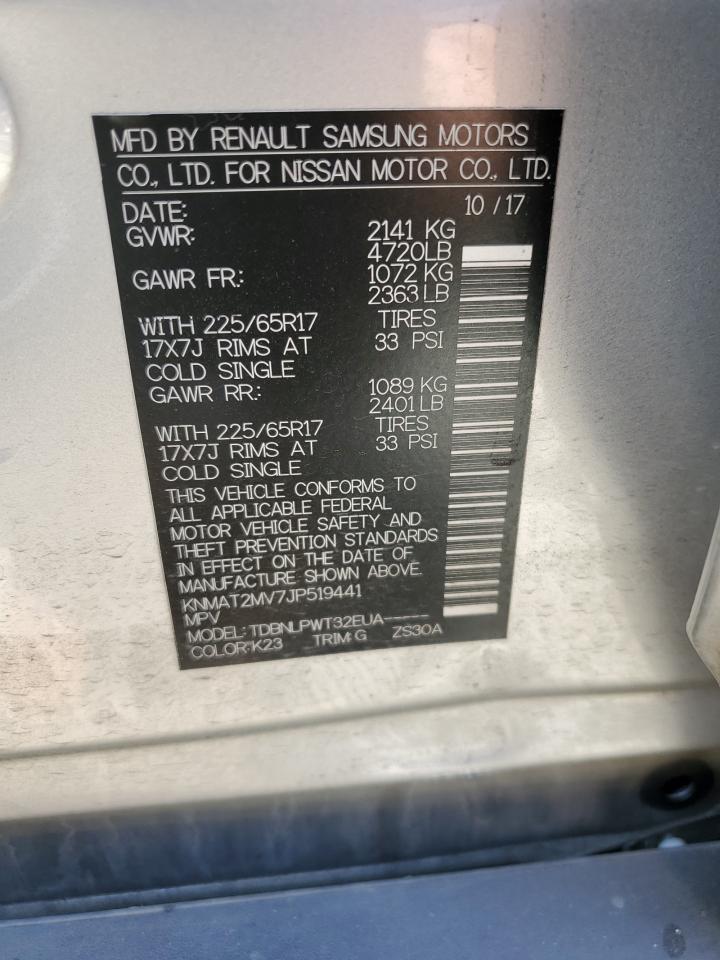 MFD BY RENAULT SAMSUNG MOTORS
CO., LTD. FOR NISSAN MOTOR CO., LTD.
DATE: 10 / 17
GVWR: 2141 KG
4720LB
GAWR FR.: 1072 KG
2363 LB
WITH 225/65R17 TIRES
17X7J RIMS AT 33 PSI
COLD SINGLE
GAWR RR.: 1089 KG
2401 LB
WITH 225/65R17 TIRES
17X7J RIMS AT 33 PSI
COLD SINGLE
THIS VEHICLE CONFORMS TO
ALL APPLICABLE FEDERAL
MOTOR VEHICLE SAFETY AND
THEFT PREVENTION STANDARDS
IN EFFECT ON THE DATE OF
MANUFACTURE SHOWN ABOVE.
KNMAT2MV7JP519441
MPV
MODEL: TDBNLPWT32EUA-----
COLOR:K23 TRIM:G ZS30A